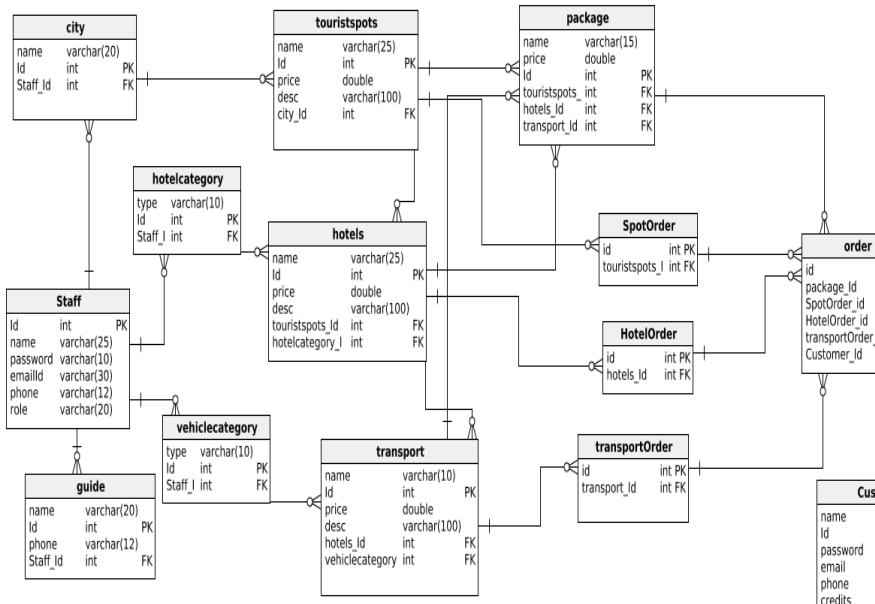 city
name varchar(20)
Id int PK
Staff_Id int FK
touristspots
name varchar(25)
Id int PK
price double
desc varchar(100)
city_Id int FK
package
name varchar(15)
price double
Id int PK
touristspots_ int FK
hotels_Id int FK
transport_Id int FK
hotelcategory
type varchar(10)
Id int PK
Staff_I int FK
hotels
name varchar(25)
Id int PK
price double
desc varchar(100)
touristspots_Id int FK
hotelcategory_I int FK
SpotOrder
id int PK
touristspots_I int FK
order
id
package_Id
SpotOrder_id
HotelOrder_id
transportOrder_
Customer_Id
Staff
Id int PK
name varchar(25)
password varchar(10)
emailId varchar(30)
phone varchar(12)
role varchar(20)
HotelOrder
id int PK
hotels_Id int FK
vehiclecategory
type varchar(10)
Id int PK
Staff_I int FK
transport
name varchar(10)
Id int PK
price double
desc varchar(100)
hotels_Id int FK
vehiclecategory int FK
transportOrder
id int PK
transport_Id int FK
guide
name varchar(20)
Id int PK
phone varchar(12)
Staff_Id int FK
Cus
name
Id
password
email
phone
credits